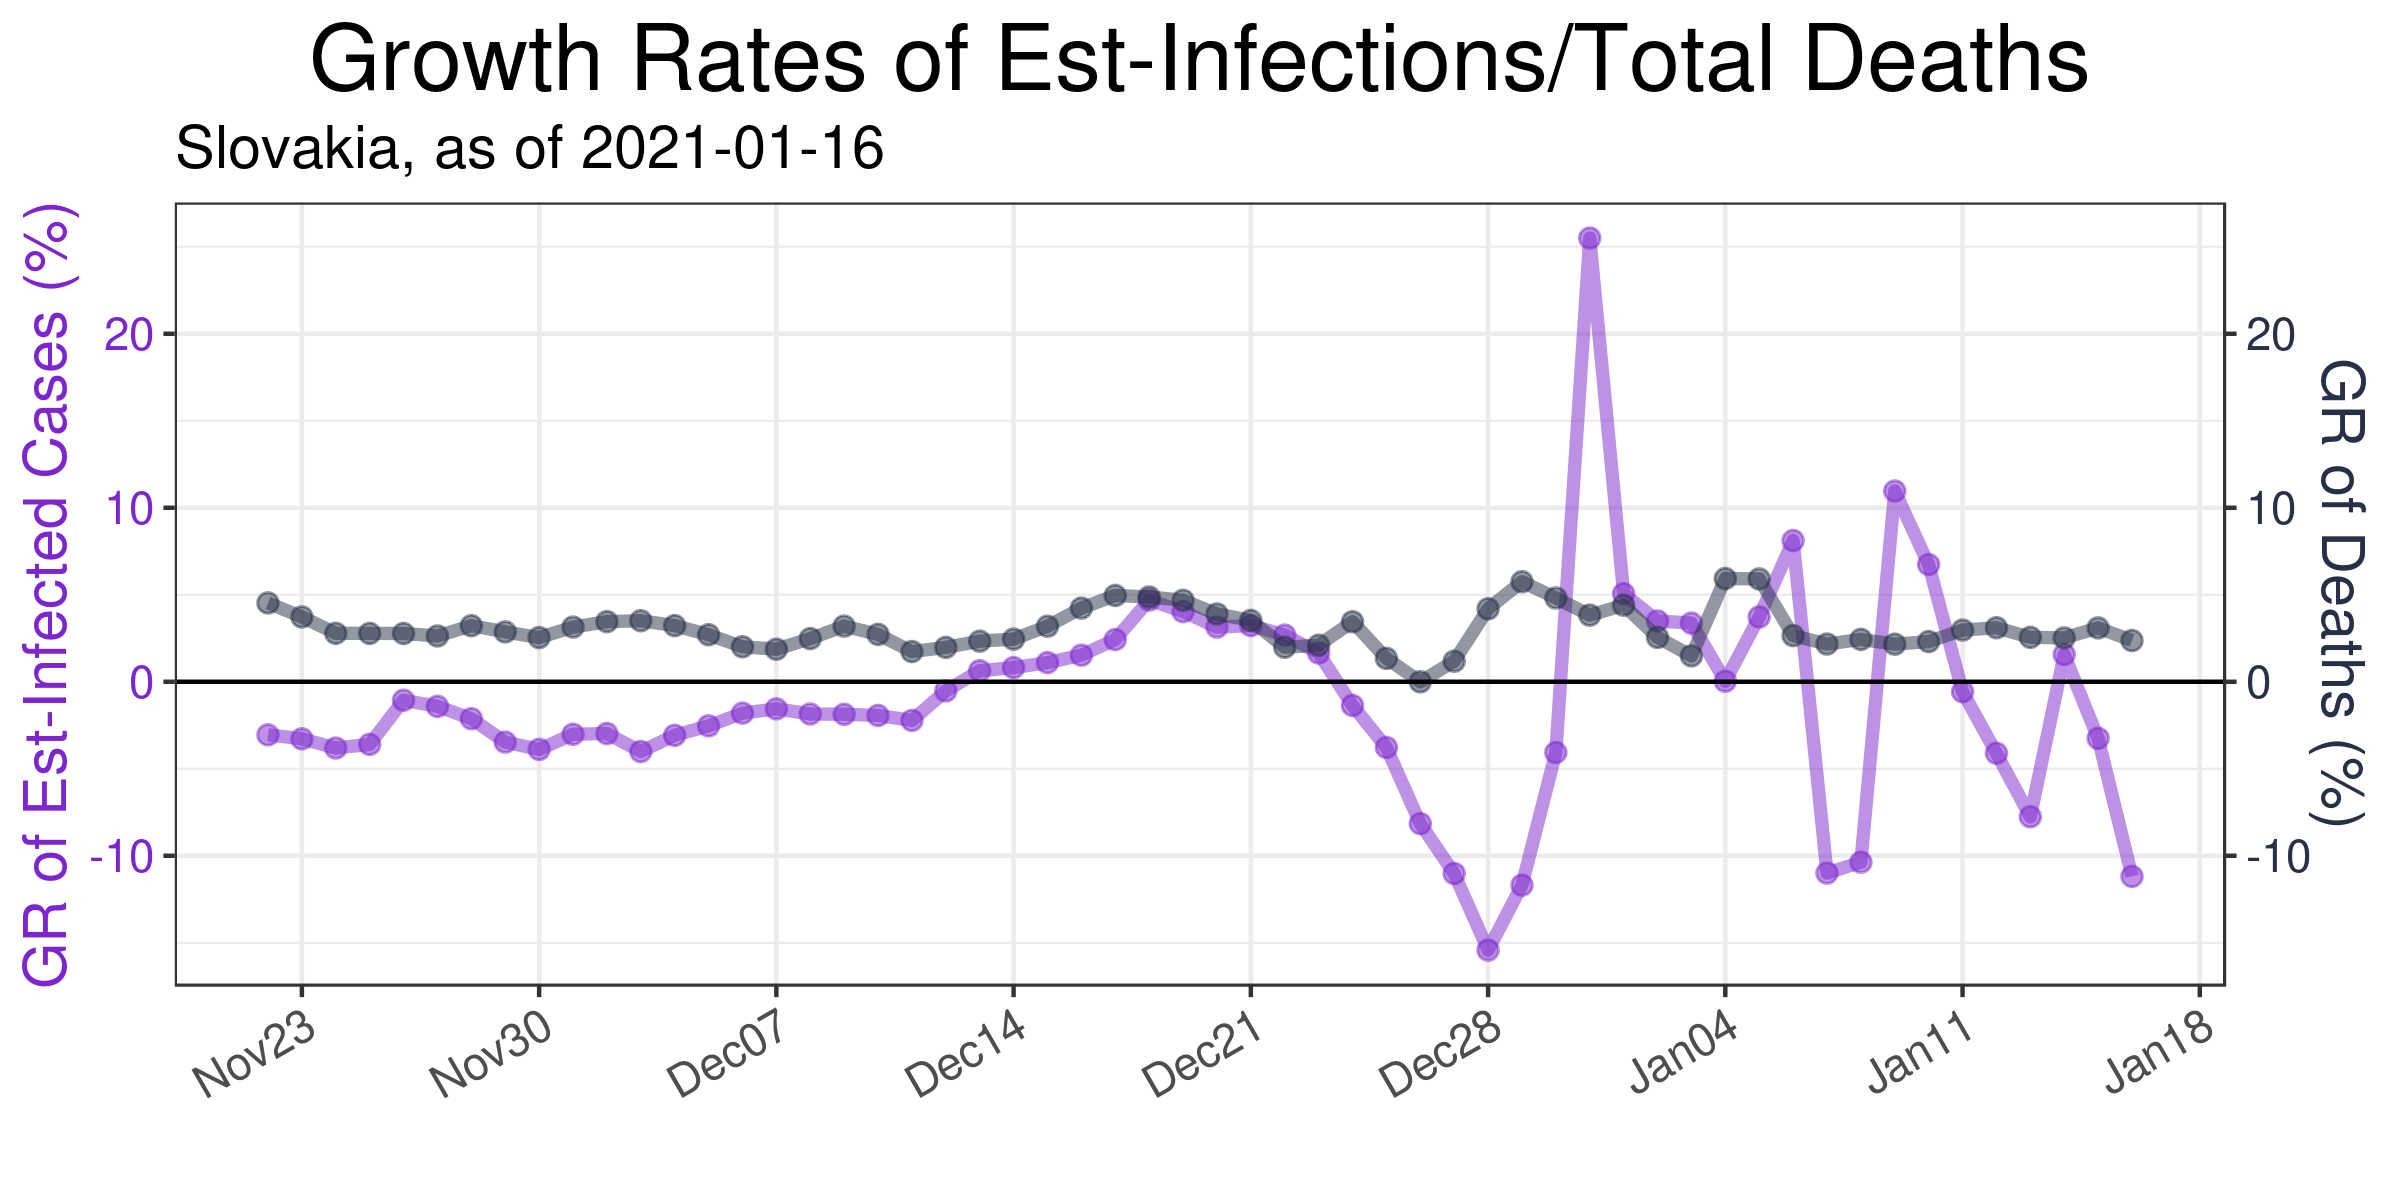 Growth Rates of Est-Infections/Total Deaths
Slovakia, as of 2021-01-16
GR of Est-Infected Cases (%)
20
10
0
-10
20
10
0
-10
GR of Deaths (%)
Nov23
Nov30
Dec07
Dec14
Dec21
Dec28
Jan04
Jan11
Jan18